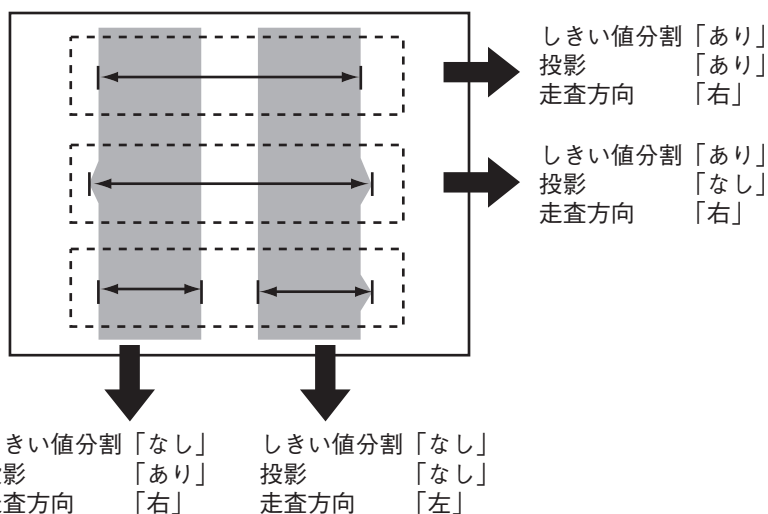 しきい値分割「あり」
投影「あり」
走査方向「右」
しきい値分割「あり」
投影「なし」
走査方向「右」
きい値分割「なし」
影「あり」
査方向「右」
しきい値分割「なし」
投影「なし」
走査方向「左」